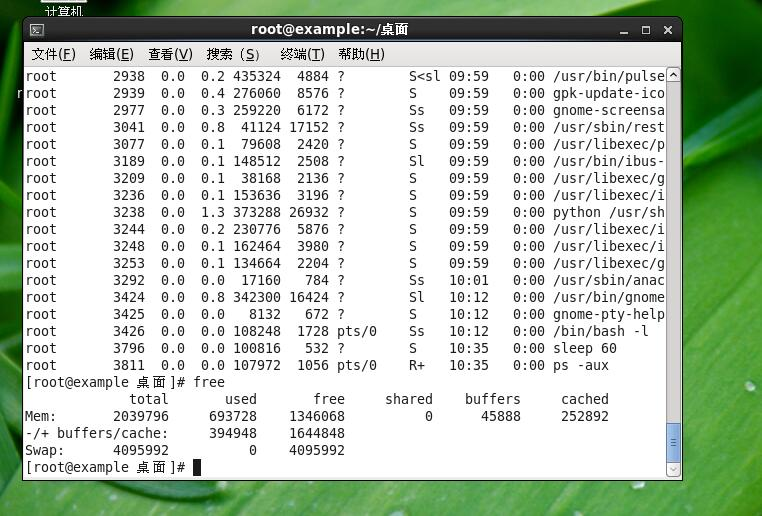 计算机
root@example:~/桌面
文件(F) 编辑(E) 查看(V) 搜索 (S) 终端(T) 帮助(H)
root 2938 0.0 0.2 435324 4884 ? S<sl 09:59 0:00 /usr/bin/pulse
root 2939 0.0 0.4 276060 8576 ? S 09:59 0:00 gpk-update-ico
root 2977 0.0 0.3 259220 6172 ? Ss 09:59 0:00 gnome-screensa
root 3041 0.0 0.8 41124 17152 ? Ss 09:59 0:00 /usr/sbin/rest
root 3077 0.0 0.1 79608 2420 ? S 09:59 0:00 /usr/libexec/p
root 3189 0.0 0.1 148512 2508 ? Sl 09:59 0:00 /usr/bin/ibus-
root 3209 0.0 0.1 38168 2136 ? S 09:59 0:00 /usr/libexec/g
root 3236 0.0 0.1 153636 3196 ? S 09:59 0:00 /usr/libexec/i
root 3238 0.0 1.3 373288 26932 ? S 09:59 0:00 python /usr/sh
root 3244 0.0 0.2 230776 5876 ? S 09:59 0:00 /usr/libexec/i
root 3248 0.0 0.1 162464 3980 ? S 09:59 0:00 /usr/libexec/i
root 3253 0.0 0.1 134664 2204 ? S 09:59 0:00 /usr/libexec/g
root 3292 0.0 0.0 17160 784 ? Ss 10:01 0:00 /usr/sbin/anac
root 3424 0.0 0.8 342300 16424 ? Sl 10:12 0:00 /usr/bin/gnome
root 3425 0.0 0.0 8132 672 ? S 10:12 0:00 gnome-pty-help
root 3426 0.0 0.0 108248 1728 pts/0 Ss 10:12 0:00 /bin/bash -l
root 3796 0.0 0.0 100816 532 ? S 10:35 0:00 sleep 60
root 3811 0.0 0.0 107972 1056 pts/0 R+ 10:35 0:00 ps -aux
[root@example 桌面]# free
total used free shared buffers cached
Mem: 2039796 693728 1346068 0 45888 252892
-/+ buffers/cache: 394948 1644848
Swap: 4095992 0 4095992
[root@example 桌面]#